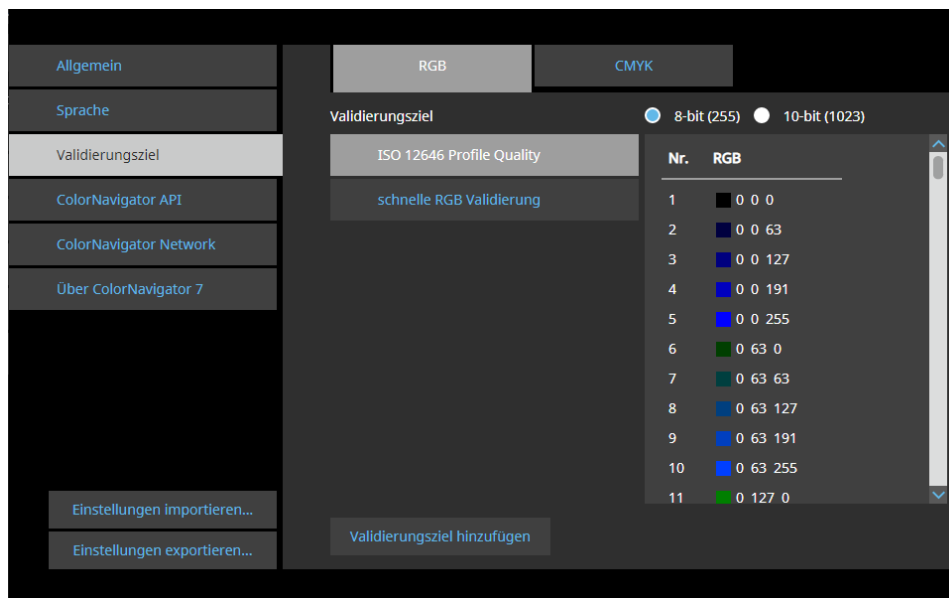 Allgemein
Sprache
Validierungsziel
ColorNavigator API
ColorNavigator Network
Über ColorNavigator 7
Einstellungen importieren...
Einstellungen exportieren...
RGB
CMYK
Validierungsziel
ISO 12646 Profile Quality
schnelle RGB Validierung
Validierungsziel hinzufügen
8-bit (255) 10-bit (1023)
Nr. RGB
1 0 0 0
2 0 0 63
3 0 0 127
4 0 0 191
5 0 0 255
6 0 63 0
7 0 63 63
8 0 63 127
9 0 63 191
10 0 63 255
11 0 127 0